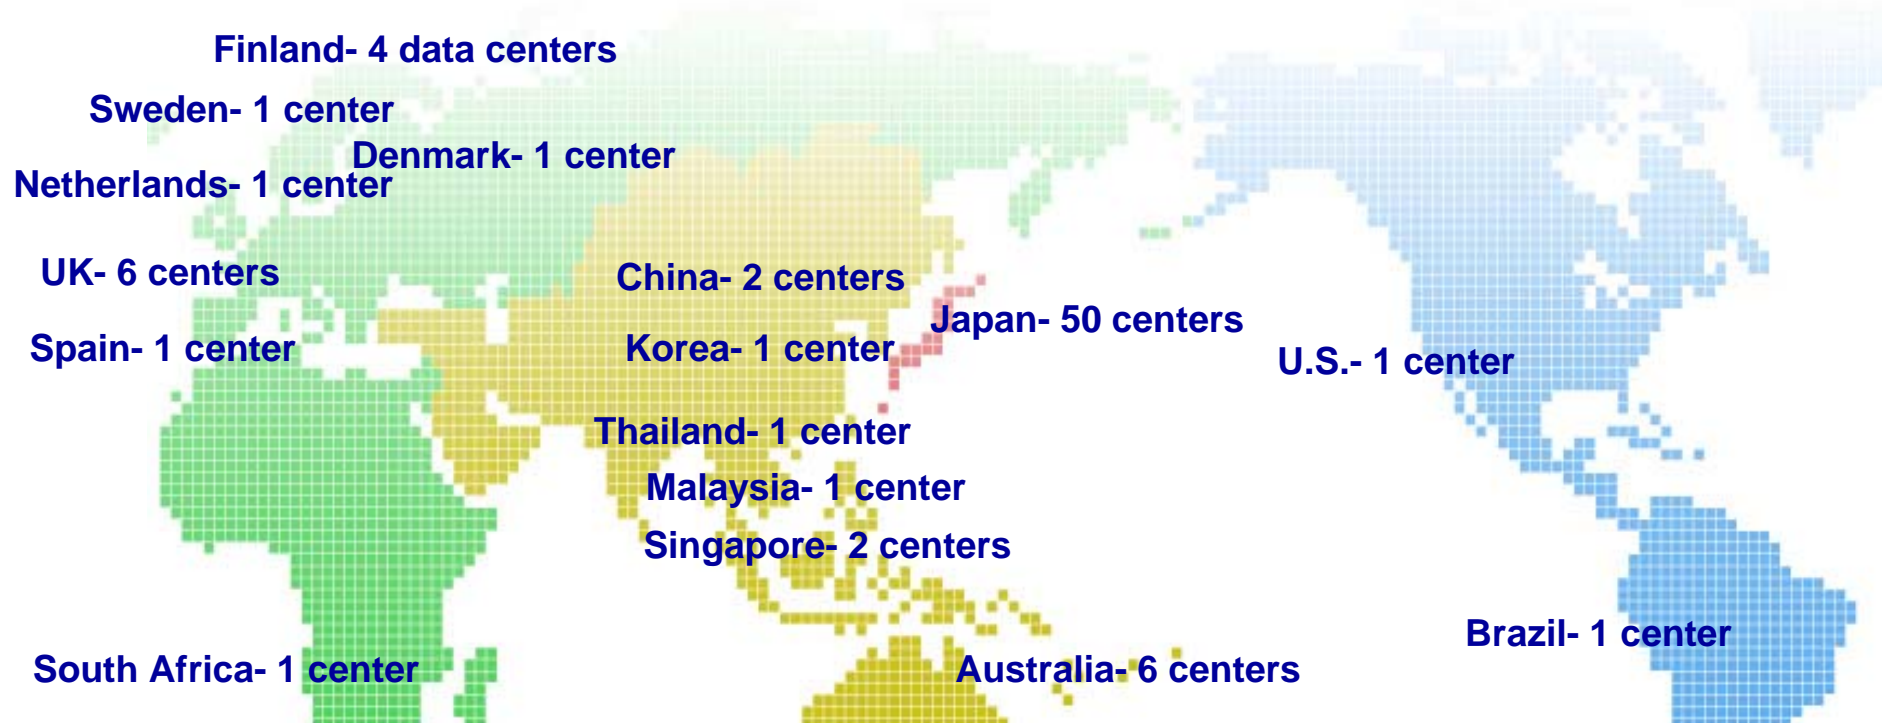 Finland- 4 data centers
Sweden- 1 center
Denmark- 1 center
Netherlands- 1 center
UK- 6 centers
China- 2 centers
Japan- 50 centers
Spain- 1 center
Korea- 1 center
U.S.- 1 center
Thailand- 1 center
Malaysia- 1 center
Singapore- 2 centers
Brazil- 1 center
South Africa- 1 center
Australia- 6 centers